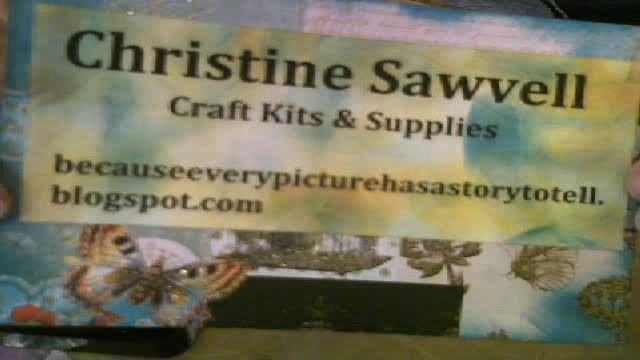 Christine Sawvell
Craft Kits & Supplies
becauseeverypicturehasastorytotell.
blogspot.com